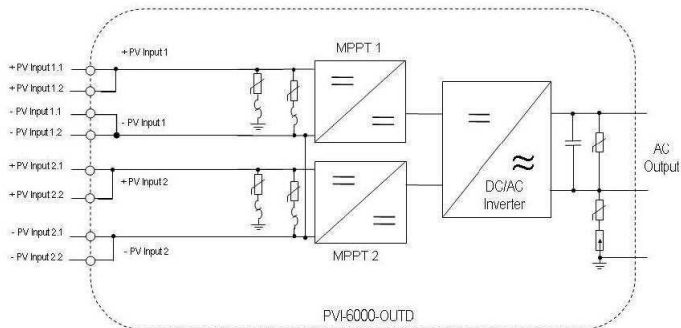 MPPT 1
+ PV Input 1
+ PV Input 1.1
+ PV Input 1.2
- PV Input 1.1
- PV Input 1
- PV Input 1.2
+ PV Input 2.1
+ PV Input 2
+ PV Input 2.2
- PV Input 2.1
- PV Input 2
- PV Input 2.2
MPPT 2
DC/AC
Inverter
AC
Output
PVI-6000-OUTD